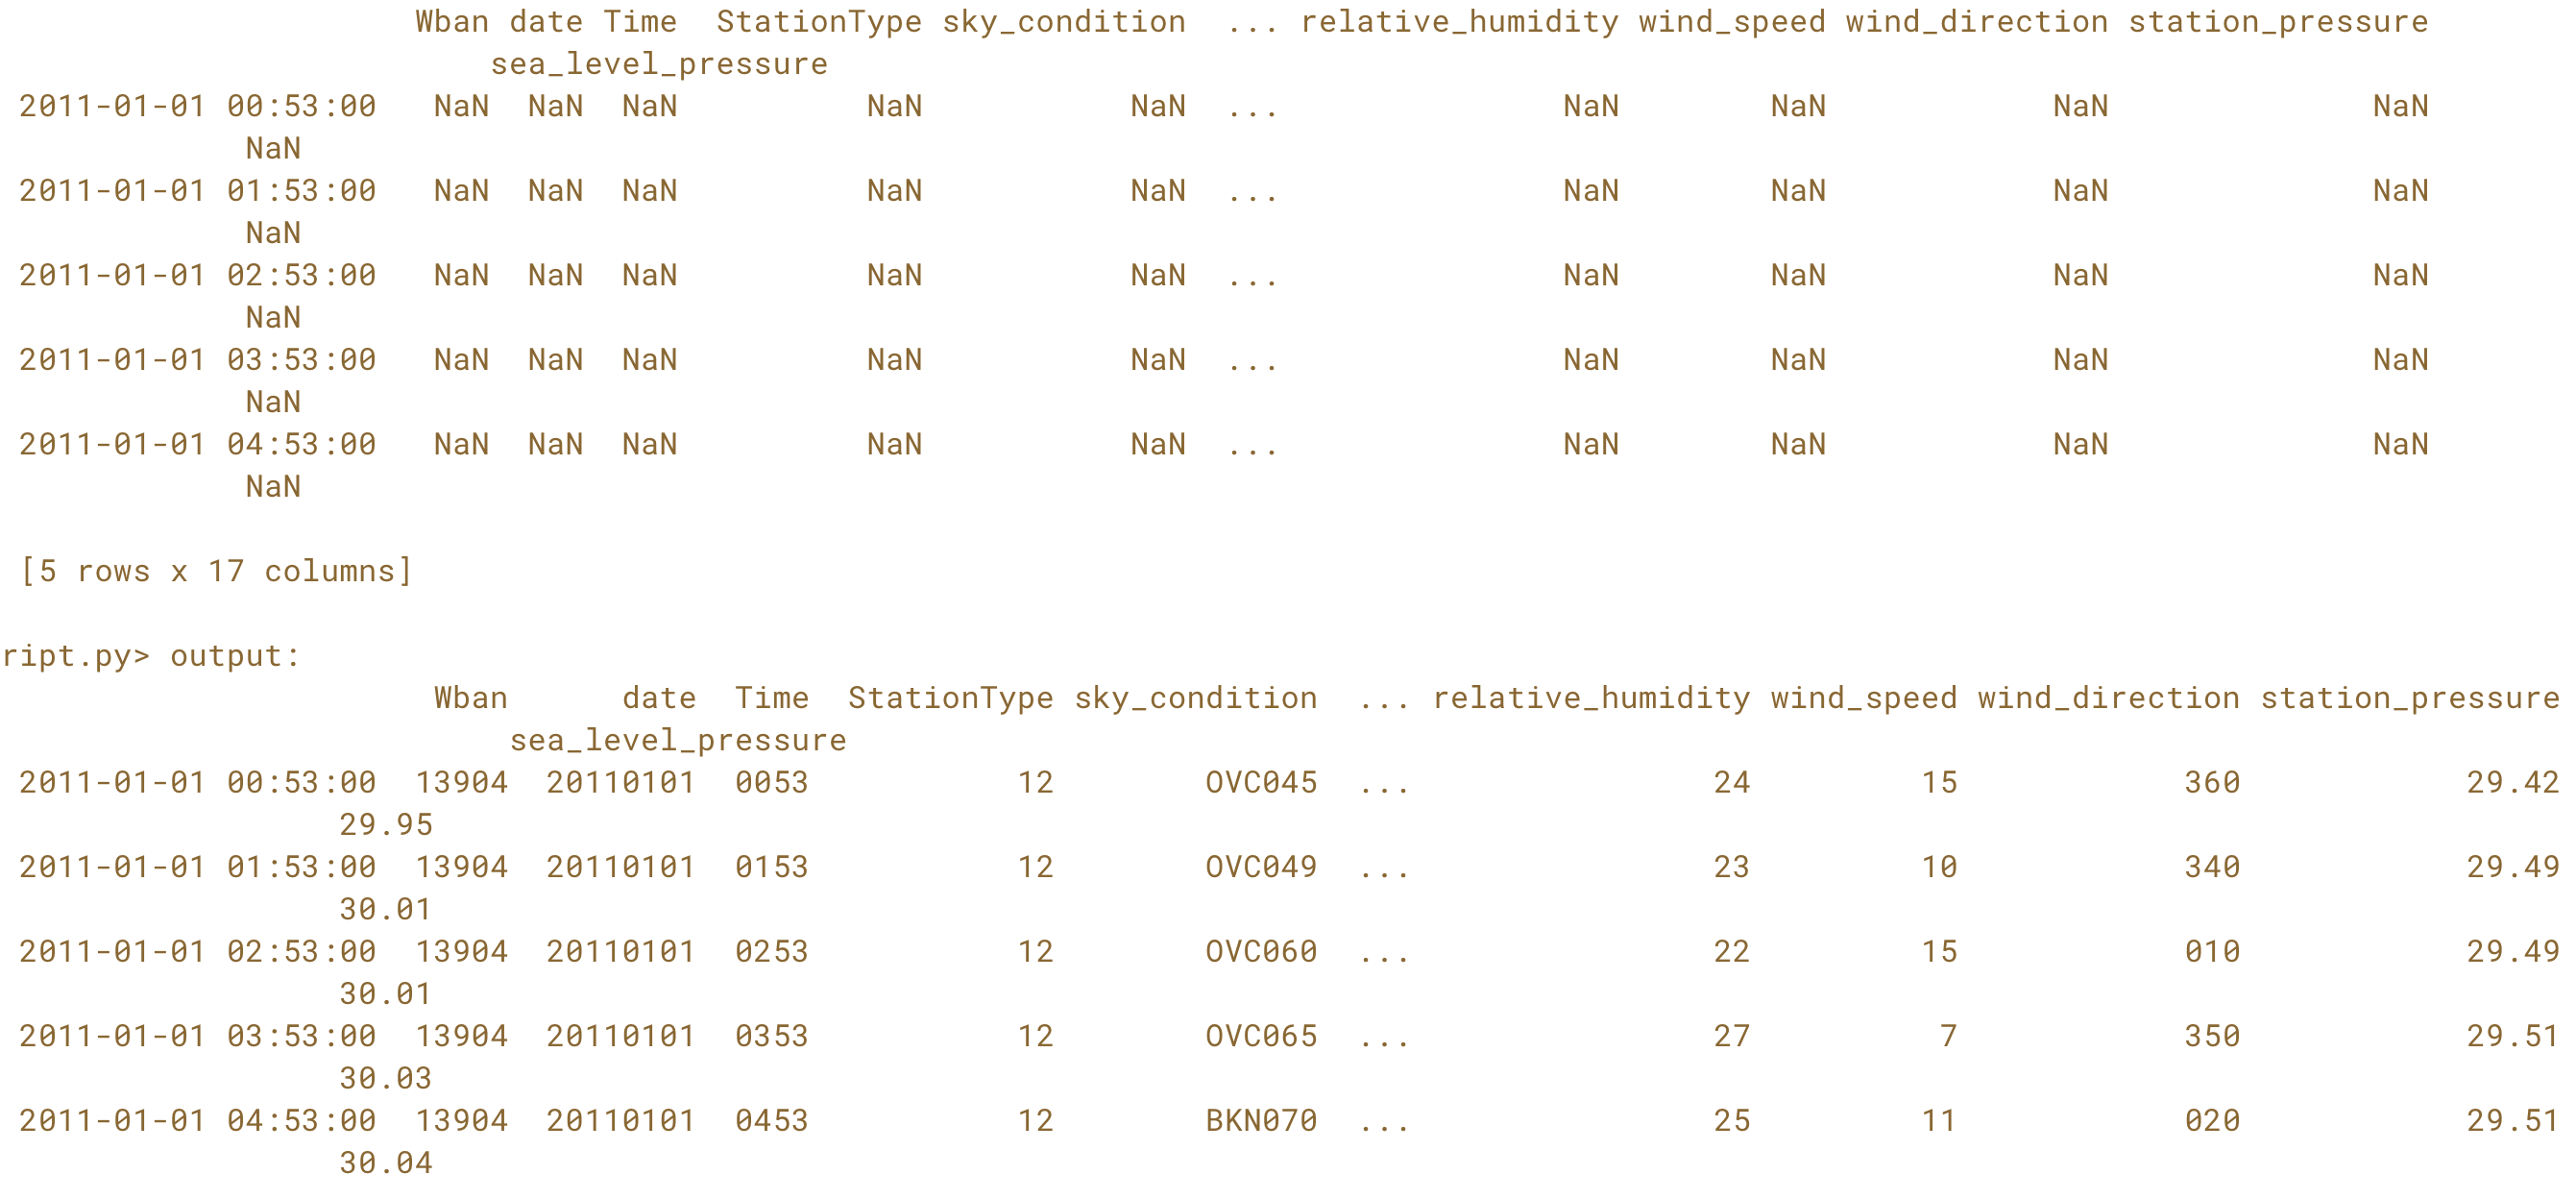 Wban date Time  StationType sky_condition  ... relative_humidity wind_speed wind_direction station_pressure
sea_level_pressure
2011-01-01 00:53:00   NaN  NaN  NaN          NaN           NaN  ...               NaN        NaN            NaN              NaN
NaN
2011-01-01 01:53:00   NaN  NaN  NaN          NaN           NaN  ...               NaN        NaN            NaN              NaN
NaN
2011-01-01 02:53:00   NaN  NaN  NaN          NaN           NaN  ...               NaN        NaN            NaN              NaN
NaN
2011-01-01 03:53:00   NaN  NaN  NaN          NaN           NaN  ...               NaN        NaN            NaN              NaN
NaN
2011-01-01 04:53:00   NaN  NaN  NaN          NaN           NaN  ...               NaN        NaN            NaN              NaN
NaN
[5 rows x 17 columns]
ript.py> output:
Wban      date  Time  StationType sky_condition  ... relative_humidity wind_speed wind_direction station_pressure
sea_level_pressure
2011-01-01 00:53:00  13904  20110101  0053           12        OVC045  ...                24         15            360            29.42
29.95
2011-01-01 01:53:00  13904  20110101  0153           12        OVC049  ...                23         10            340            29.49
30.01
2011-01-01 02:53:00  13904  20110101  0253           12        OVC060  ...                22         15            010            29.49
30.01
2011-01-01 03:53:00  13904  20110101  0353           12        OVC065  ...                27          7            350            29.51
30.03
2011-01-01 04:53:00  13904  20110101  0453           12        BKN070  ...                25         11            020            29.51
30.04